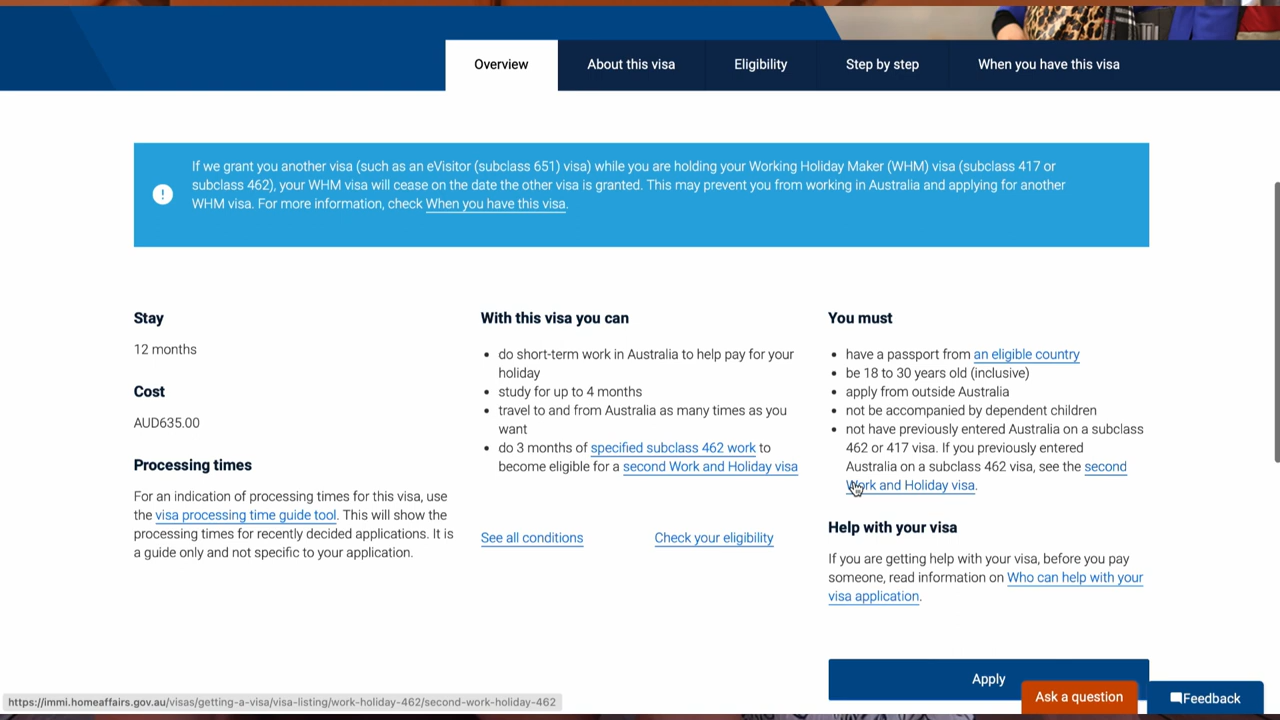 Overview
About this visa
Eligibility
Step by step
When you have this visa
If we grant you another visa (such as an eVisitor (subclass 651) visa) while you are holding your Working Holiday Maker (WHM) visa (subclass 417 or
subclass 462), your WHM visa will cease on the date the other visa is granted. This may prevent you from working in Australia and applying for another
WHM visa. For more information, check When you have this visa.
Stay
12 months
Cost
AUD635.00
Processing times
For an indication of processing times for this visa, use
the visa processing time guide tool. This will show the
processing times for recently decided applications. It is
a guide only and not specific to your application.
With this visa you can
• do short-term work in Australia to help pay for your
holiday
• study for up to 4 months
• travel to and from Australia as many times as you
want
• do 3 months of specified subclass 462 work to
become eligible for a second Work and Holiday visa
See all conditions
Check your eligibility
You must
• have a passport from an eligible country
• be 18 to 30 years old (inclusive)
• apply from outside Australia
• not be accompanied by dependent children
• not have previously entered Australia on a subclass
462 or 417 visa. If you previously entered
Australia on a subclass 462 visa, see the second
Work and Holiday visa.
Help with your visa
If you are getting help with your visa, before you pay
someone, read information on Who can help with your
visa application.
Apply
Ask a question
Feedback
https://immi.homeaffairs.gov.au/visas/getting-a-visa/visa-listing/work-holiday-462/second-work-holiday-462